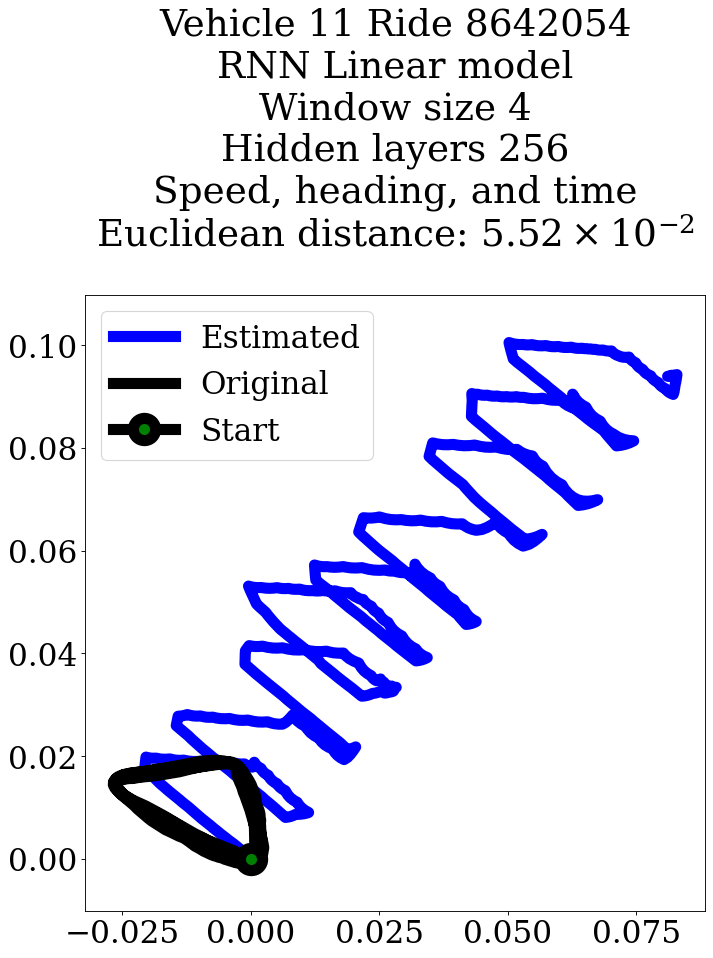 Vehicle 11 Ride 8642054
RNN Linear model
Window size 4
Hidden layers 256
Speed, heading, and time
Euclidean distance: 5.52 × 10⁻²
Estimated
Original
Start
0.10
0.08
0.06
0.04
0.02
0.00
−0.025 0.000 0.025 0.050 0.075